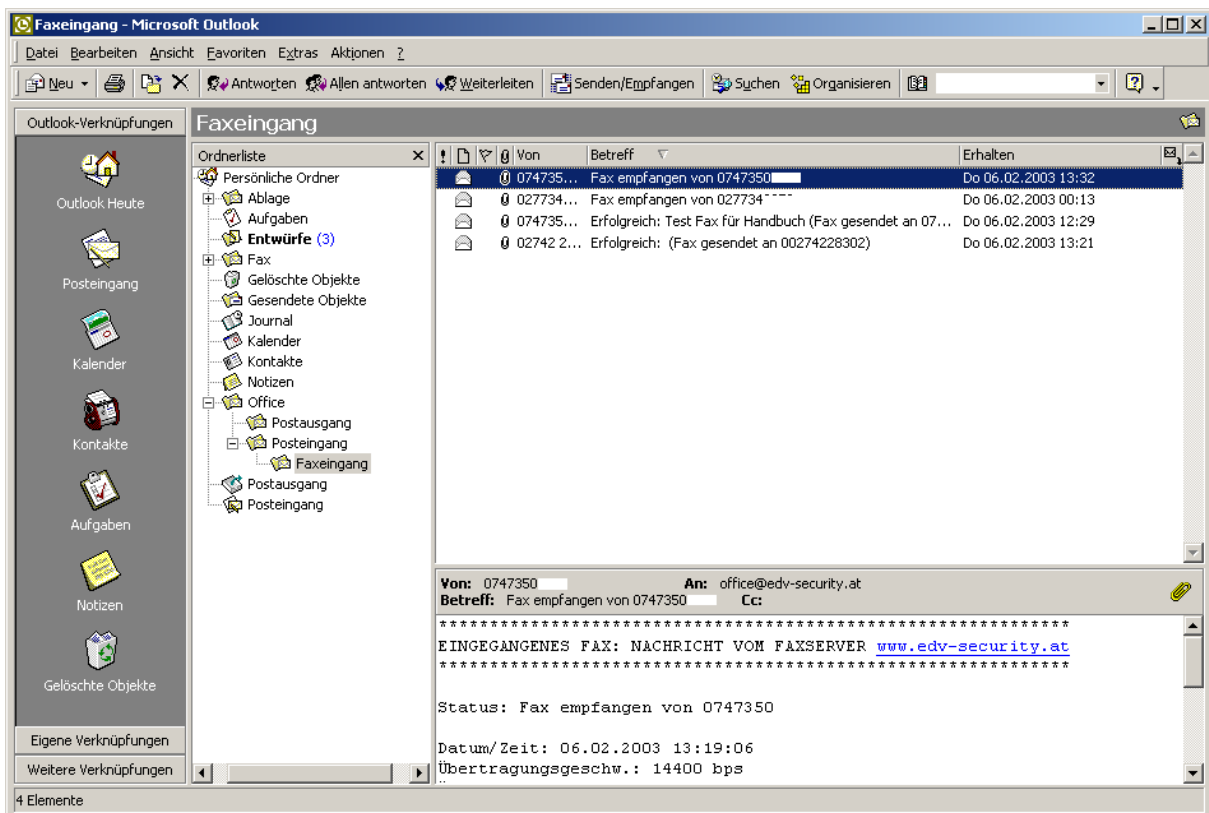 Faxeingang - Microsoft Outlook
Datei Bearbeiten Ansicht Favoriten Extras Aktionen ?
Neu Antworten Allen antworten Weiterleiten Senden/Empfangen Suchen Organisieren
Outlook-Verknüpfungen
Outlook Heute
Posteingang
Kalender
Kontakte
Aufgaben
Notizen
Gelöschte Objekte
Eigene Verknüpfungen
Weitere Verknüpfungen
Faxeingang
Ordnerliste
Persönliche Ordner
Ablage
Aufgaben
Entwürfe (3)
Fax
Gelöschte Objekte
Gesendete Objekte
Journal
Kalender
Kontakte
Notizen
Office
Postausgang
Posteingang
Faxeingang
Postausgang
Posteingang
! Von Betreff Erhalten
074735... Fax empfangen von 0747350 Do 06.02.2003 13:32
027734... Fax empfangen von 027734 Do 06.02.2003 00:13
074735... Erfolgreich: Test Fax für Handbuch (Fax gesendet an 07... Do 06.02.2003 12:29
02742 2... Erfolgreich: (Fax gesendet an 00274228302) Do 06.02.2003 13:21
Von: 0747350 An: office@edv-security.at
Betreff: Fax empfangen von 0747350 Cc:
***************************************************************
EINGEGANGENES FAX: NACHRICHT VOM FAXSERVER www.edv-security.at
***************************************************************
Status: Fax empfangen von 0747350
Datum/Zeit: 06.02.2003 13:19:06
Übertragungsgeschw.: 14400 bps
4 Elemente